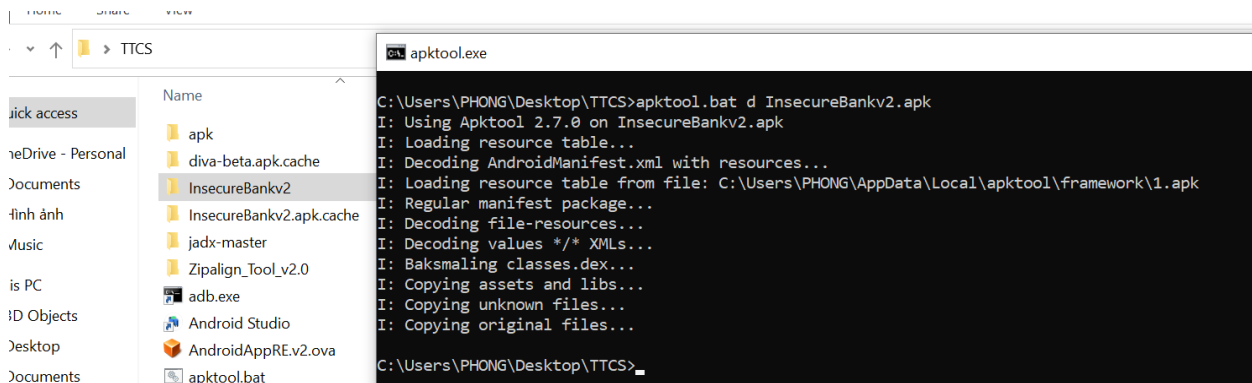 Home Share View
TTCS
apktool.exe
Name
uick access
neDrive - Personal
Documents
Hình ảnh
Music
is PC
3D Objects
Desktop
Documents
apk
diva-beta.apk.cache
InsecureBankv2
InsecureBankv2.apk.cache
jadx-master
Zipalign_Tool_v2.0
adb.exe
Android Studio
AndroidAppRE.v2.ova
apktool.bat
C:\Users\PHONG\Desktop\TTCS>apktool.bat d InsecureBankv2.apk
I: Using Apktool 2.7.0 on InsecureBankv2.apk
I: Loading resource table...
I: Decoding AndroidManifest.xml with resources...
I: Loading resource table from file: C:\Users\PHONG\AppData\Local\apktool\framework\1.apk
I: Regular manifest package...
I: Decoding file-resources...
I: Decoding values */* XMLs...
I: Baksmaling classes.dex...
I: Copying assets and libs...
I: Copying unknown files...
I: Copying original files...
C:\Users\PHONG\Desktop\TTCS>